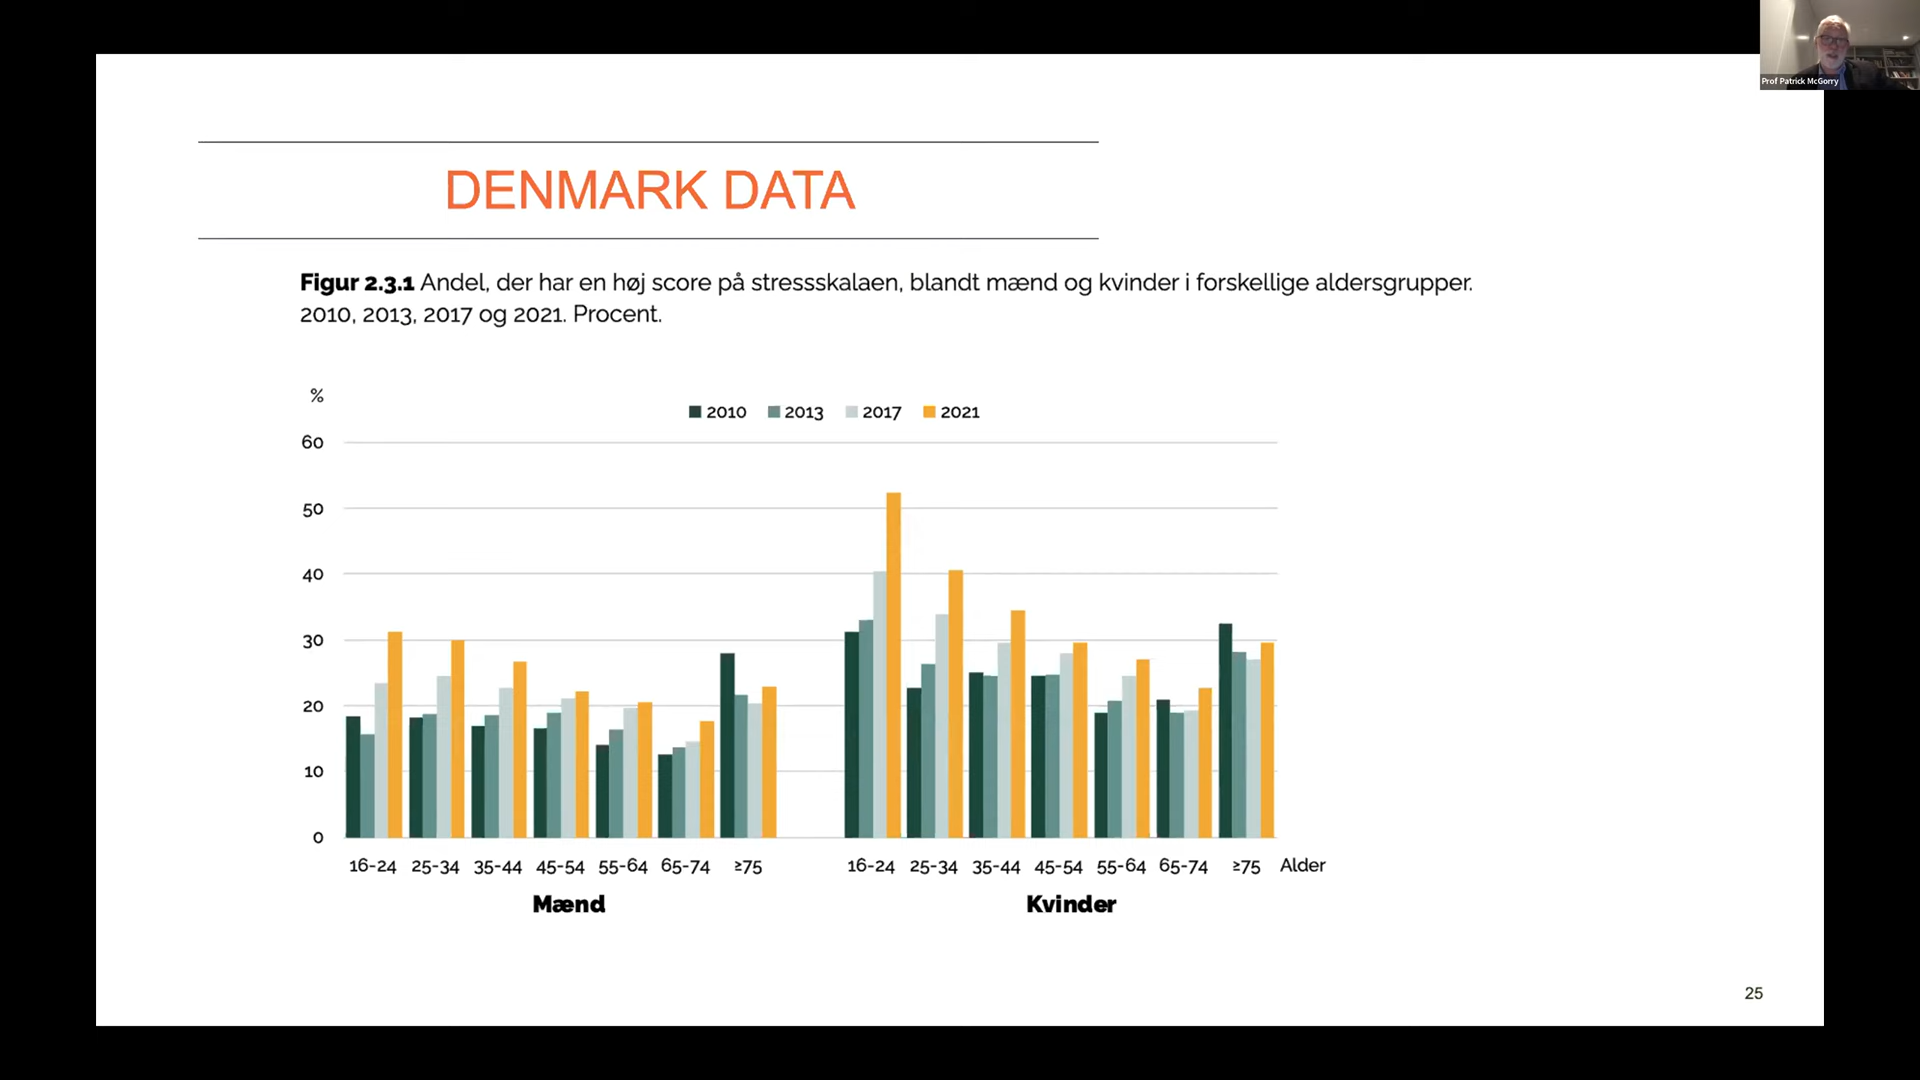 Prof Patrick McGorry
DENMARK DATA
Figur 2.3.1 Andel, der har en høj score på stressskalaen, blandt mænd og kvinder i forskellige aldersgrupper.
2010, 2013, 2017 og 2021. Procent.
%
2010 2013 2017 2021
60
50
40
30
20
10
0
16-24 25-34 35-44 45-54 55-64 65-74 ≥75 16-24 25-34 35-44 45-54 55-64 65-74 ≥75 Alder
Mænd Kvinder
25